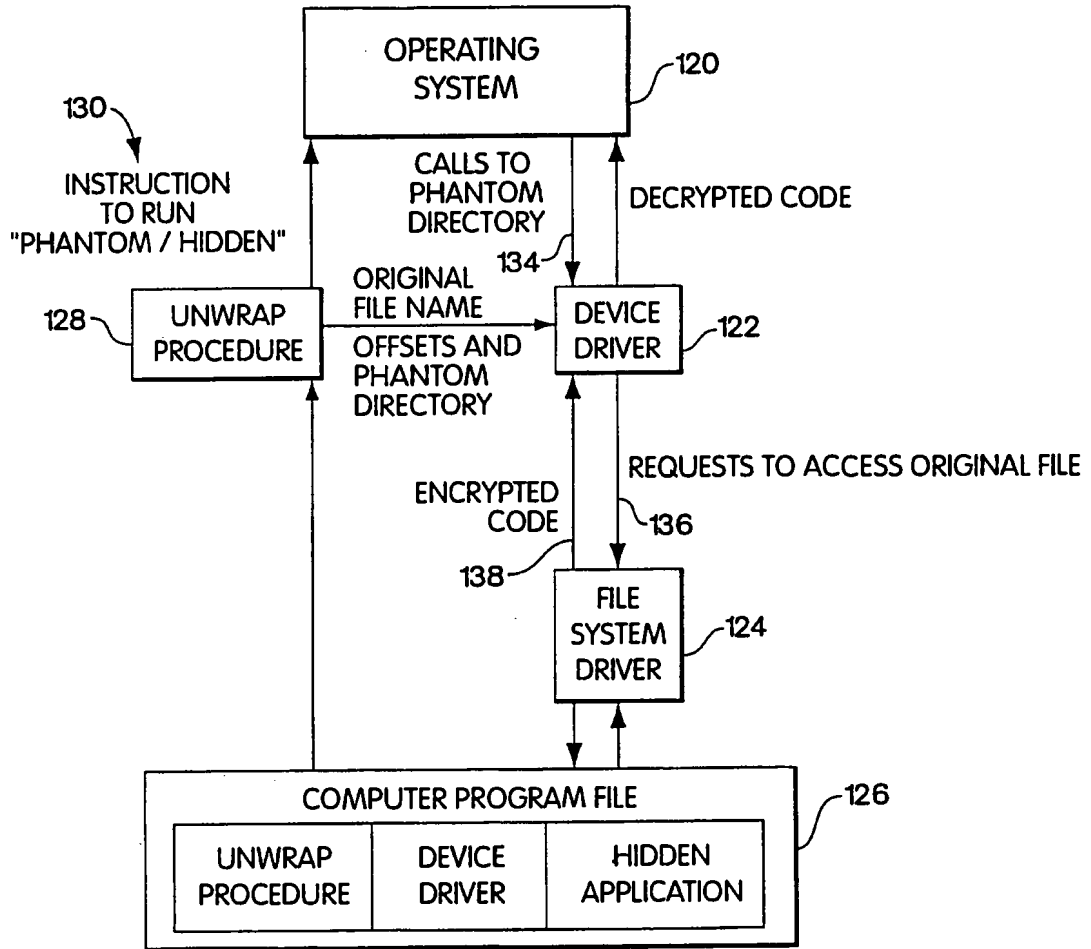 OPERATING
SYSTEM
120
130
INSTRUCTION
TO RUN
"PHANTOM / HIDDEN"
CALLS TO
PHANTOM
DIRECTORY
134
DECRYPTED CODE
128
UNWRAP
PROCEDURE
ORIGINAL
FILE NAME
OFFSETS AND
PHANTOM
DIRECTORY
DEVICE
DRIVER
122
ENCRYPTED
CODE
138
REQUESTS TO ACCESS ORIGINAL FILE
136
FILE
SYSTEM
DRIVER
124
COMPUTER PROGRAM FILE
126
UNWRAP
PROCEDURE
DEVICE
DRIVER
HIDDEN
APPLICATION